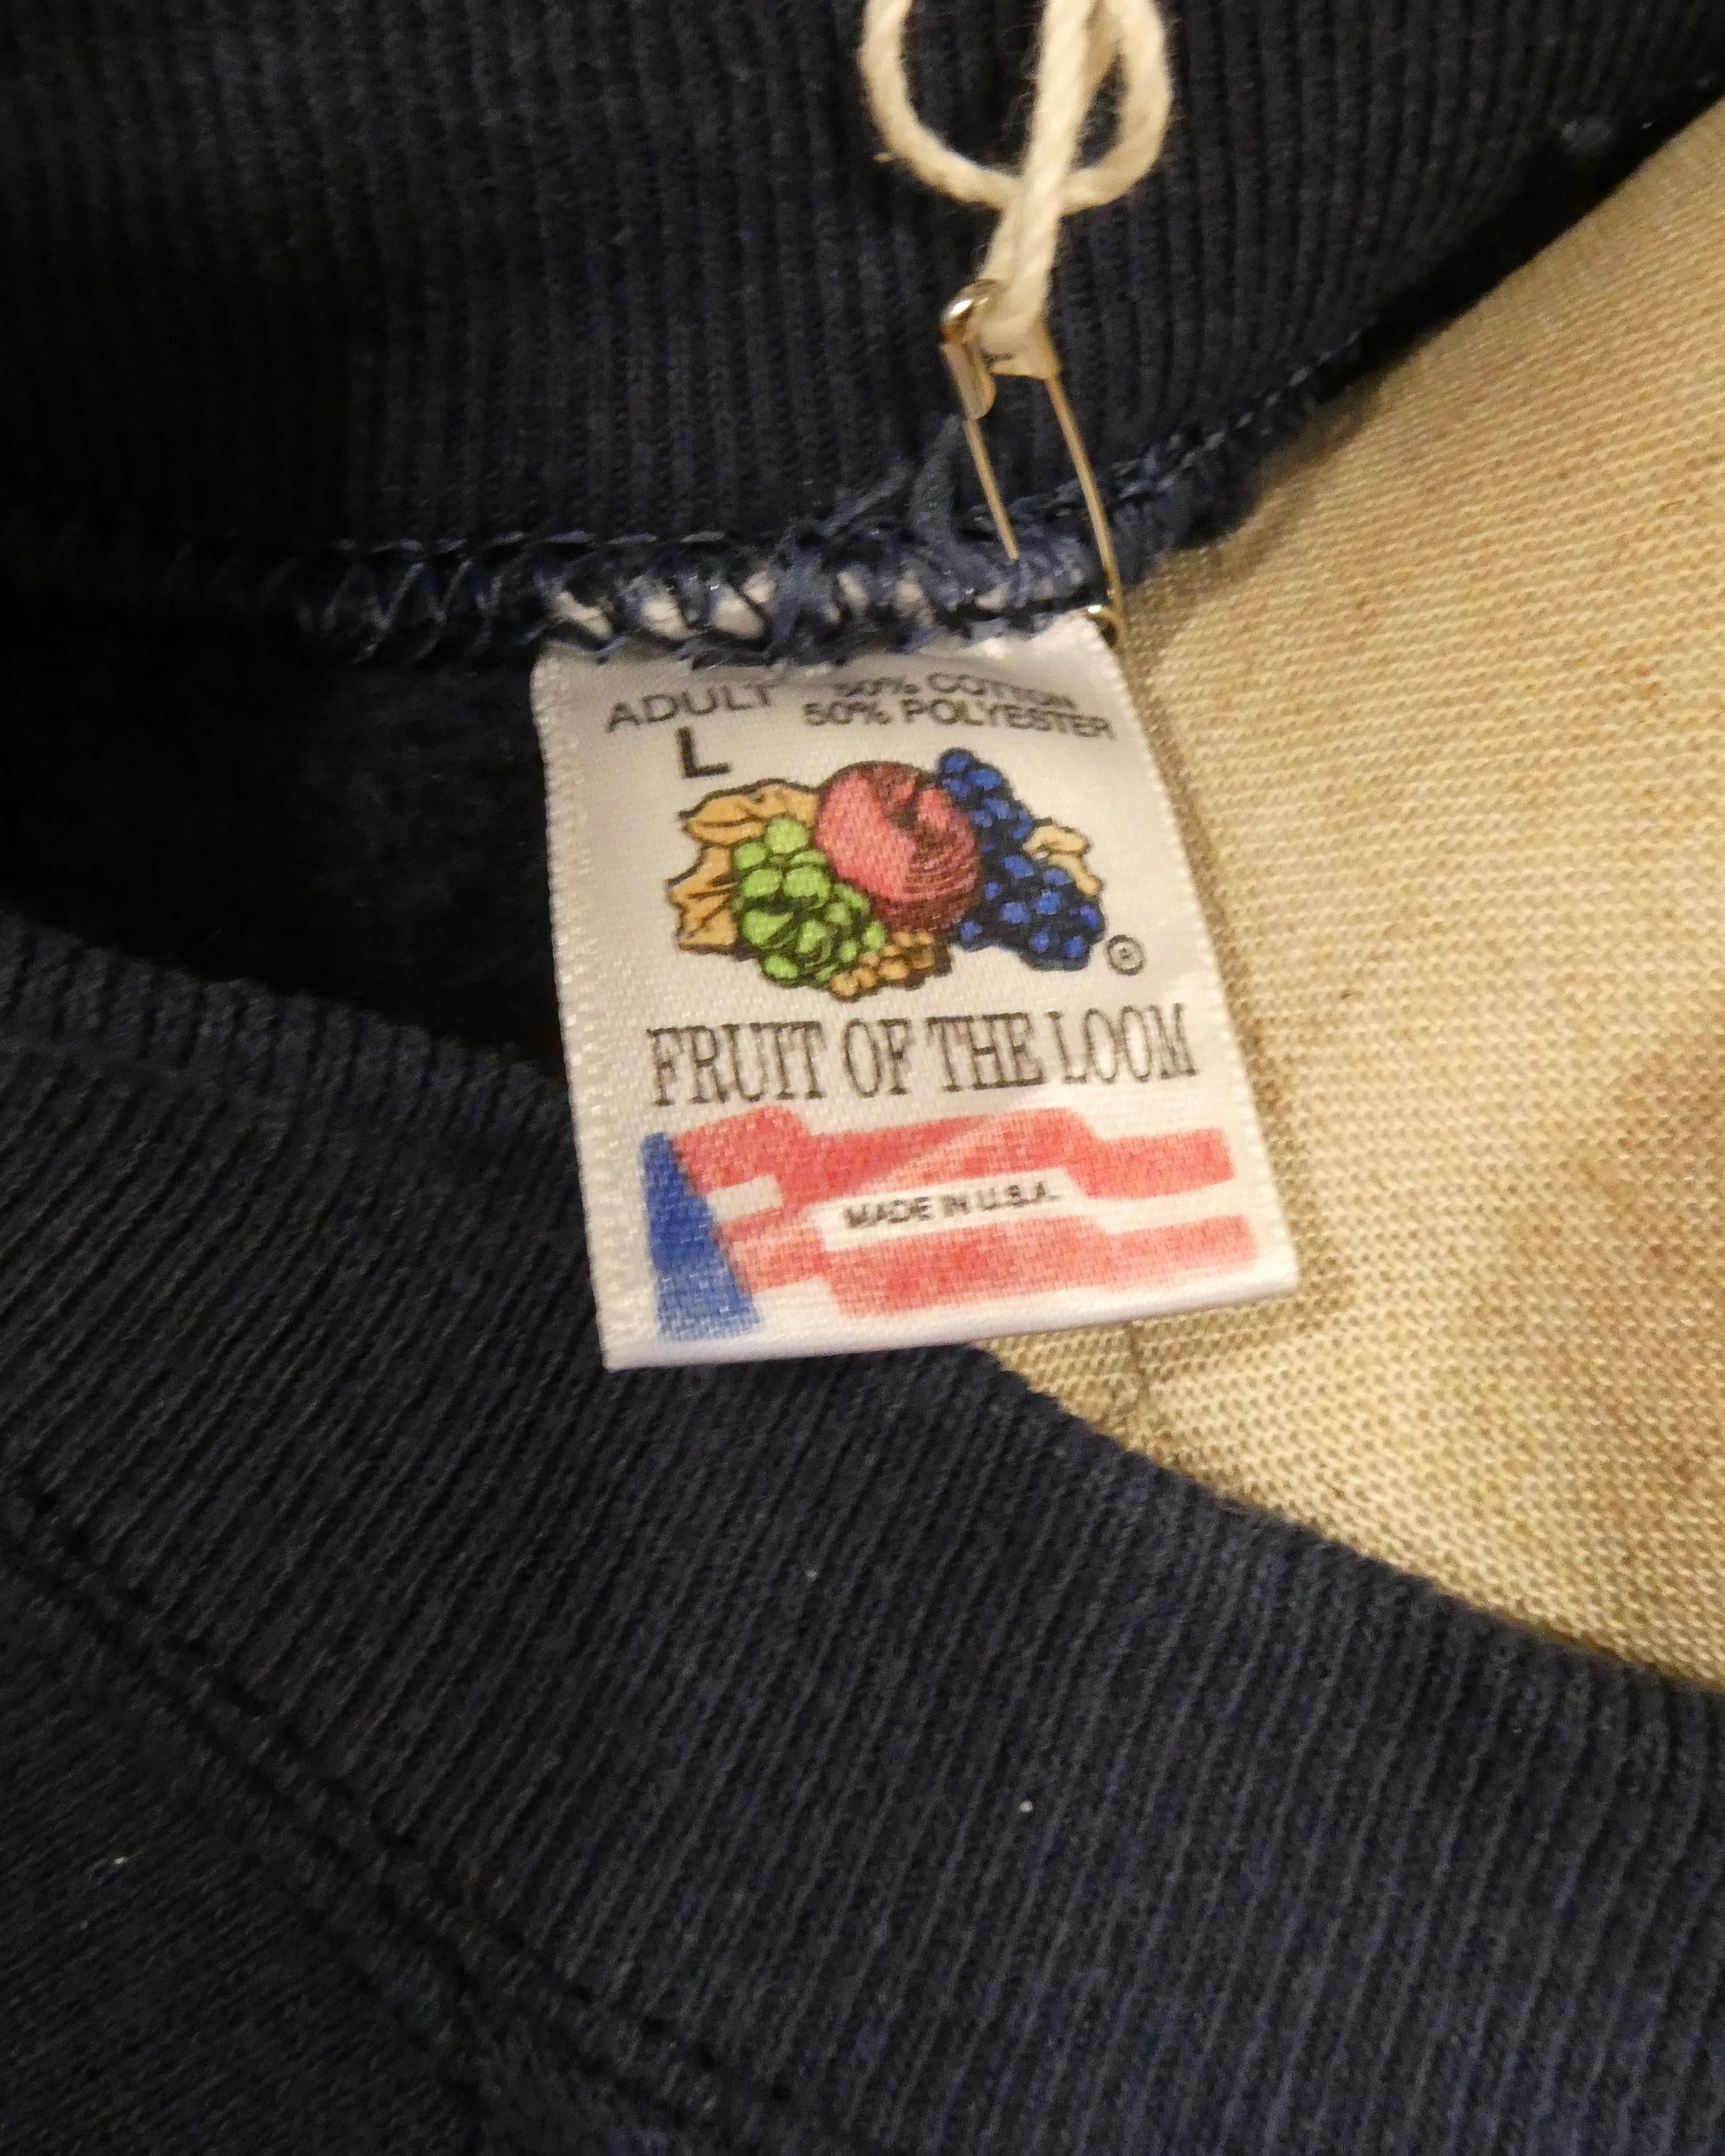 ADULT
50% COTTON
50% POLYESTER
L
®
FRUIT OF THE LOOM
MADE IN U.S.A.